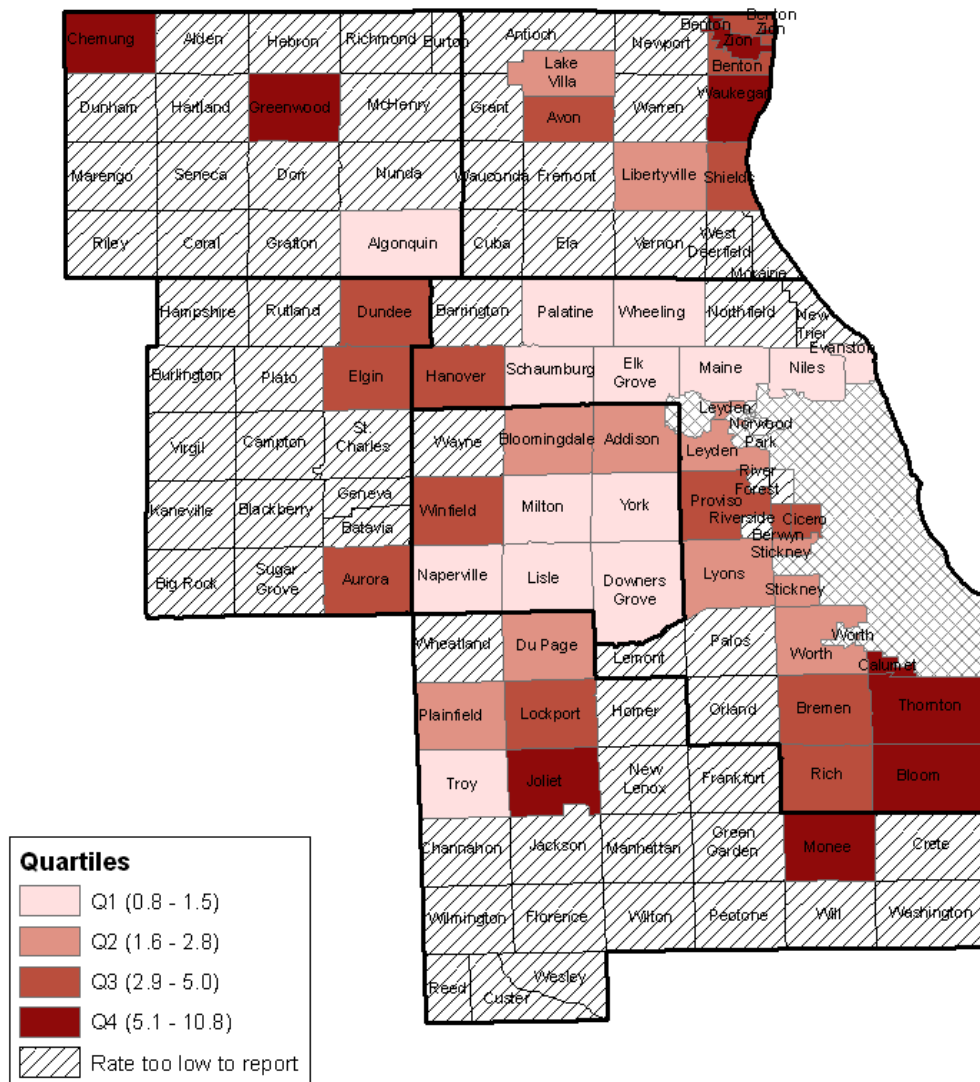 Chemung
Alden
Hebron
Richmond
Burton
Antioch
Newport
Benton
Benton
Zion
Zion
Benton
Lake
Villa
Dunham
Hartland
Greenwood
McHenry
Grant
Avon
Warren
Waukegan
Marengo
Seneca
Dorr
Nunda
Wauconda
Fremont
Libertyville
Shields
Riley
Coral
Grafton
Algonquin
Cuba
Ela
Vernon
West
Deerfield
Moraine
Hampshire
Rutland
Dundee
Barrington
Palatine
Wheeling
Northfield
New
Trier
Evanston
Burlington
Plato
Elgin
Hanover
Schaumburg
Elk
Grove
Maine
Niles
Leyden
Norwood
Park
Virgil
Campton
St.
Charles
Wayne
Bloomingdale
Addison
Leyden
River
Forest
Kaneville
Blackberry
Geneva
Batavia
Winfield
Milton
York
Proviso
Riverside
Cicero
Berwyn
Stickney
Big Rock
Sugar
Grove
Aurora
Naperville
Lisle
Downers
Grove
Lyons
Stickney
Wheatland
Du Page
Lemont
Palos
Worth
Worth
Calumet
Plainfield
Lockport
Homer
Orland
Bremen
Thornton
Troy
Joliet
New
Lenox
Frankfort
Rich
Bloom
Channahon
Jackson
Manhattan
Green
Garden
Monee
Crete
Wilmington
Florence
Wilton
Peotone
Will
Washington
Reed
Custer
Wesley
Quartiles
Q1 (0.8 - 1.5)
Q2 (1.6 - 2.8)
Q3 (2.9 - 5.0)
Q4 (5.1 - 10.8)
Rate too low to report